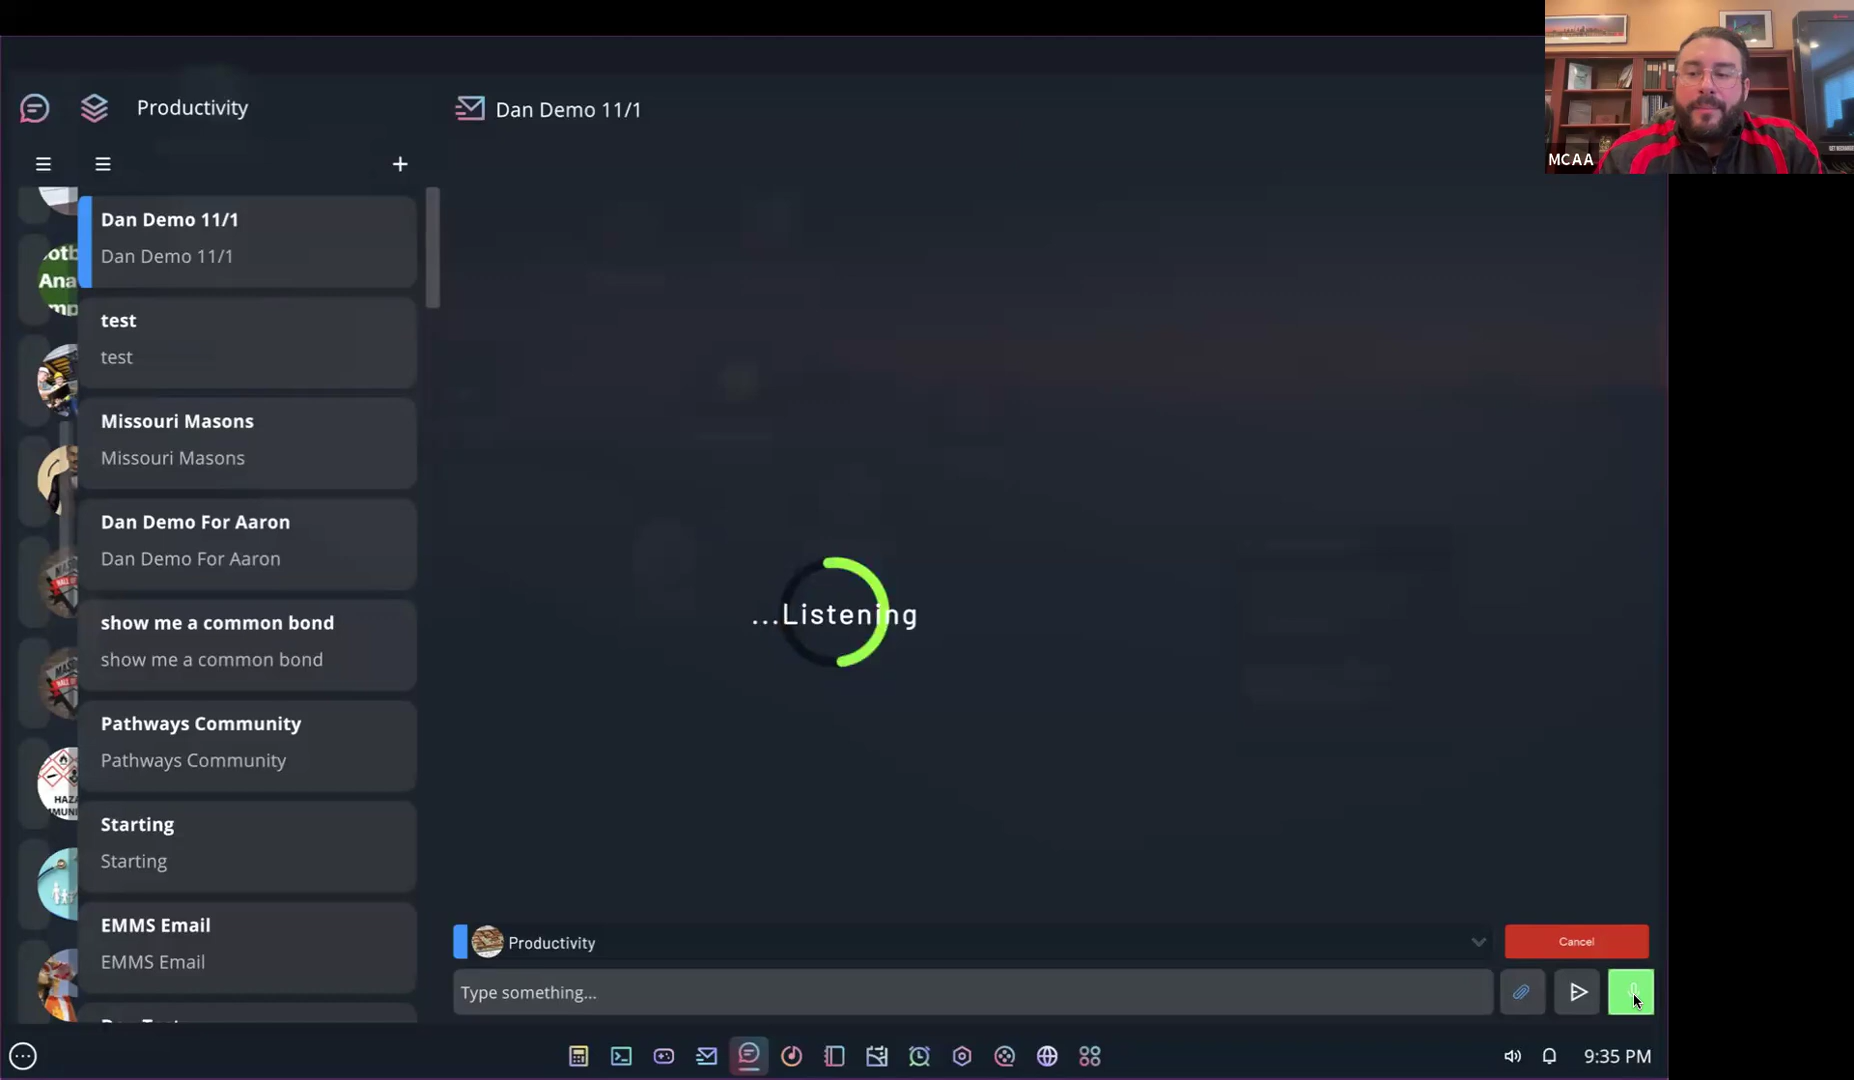 Productivity
Dan Demo 11/1
MCAA
Dan Demo 11/1
Dan Demo 11/1
test
test
Missouri Masons
Missouri Masons
Dan Demo For Aaron
Dan Demo For Aaron
show me a common bond
show me a common bond
Pathways Community
Pathways Community
Starting
Starting
EMMS Email
EMMS Email
...Listening
Productivity
Cancel
Type something...
9:35 PM